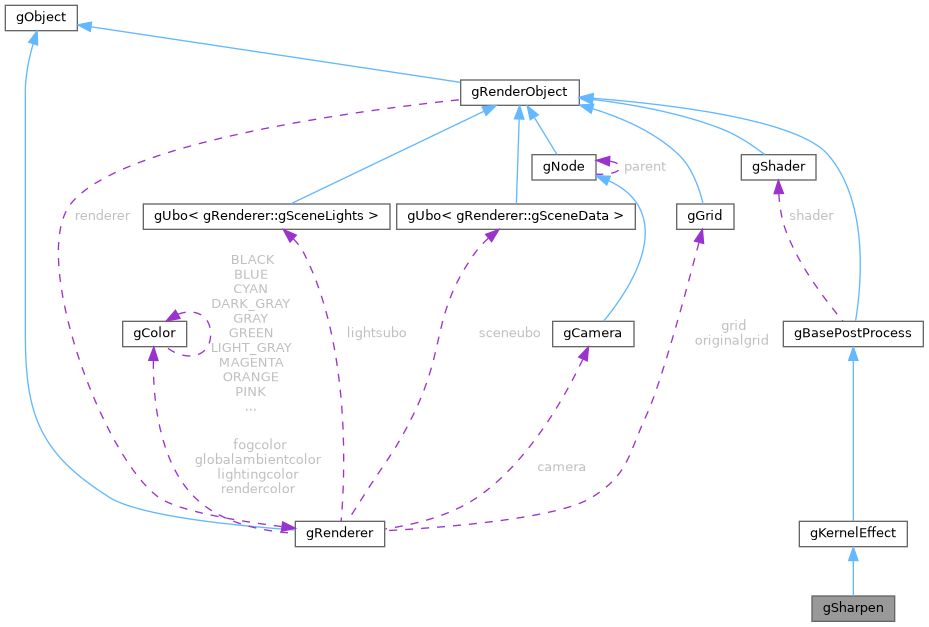 gObject
gRenderObject
gNode
parent
gShader
renderer
gUbo< gRenderer::gSceneLights >
gUbo< gRenderer::gSceneData >
gGrid
shader
BLACK
BLUE
CYAN
DARK_GRAY
GRAY
GREEN
LIGHT_GRAY
MAGENTA
ORANGE
PINK
...
gColor
lightsubo
sceneubo
gCamera
grid
originalgrid
gBasePostProcess
fogcolor
globalambientcolor
lightingcolor
rendercolor
camera
gRenderer
gKernelEffect
gSharpen